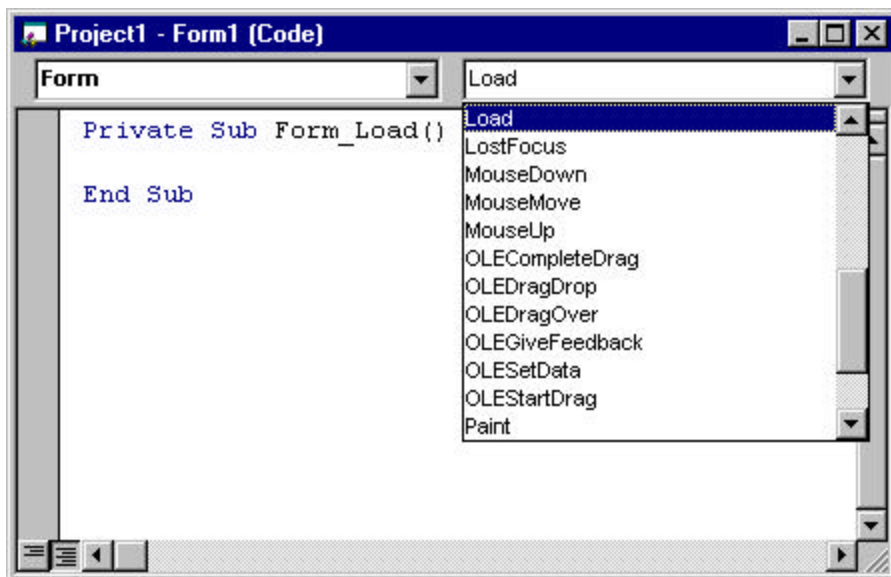 Project1 - Form1 (Code)
Form
Load
Private Sub Form_Load()
End Sub
Load
LostFocus
MouseDown
MouseMove
MouseUp
OLECompleteDrag
OLEDragDrop
OLEDragOver
OLEGiveFeedback
OLESetData
OLEStartDrag
Paint